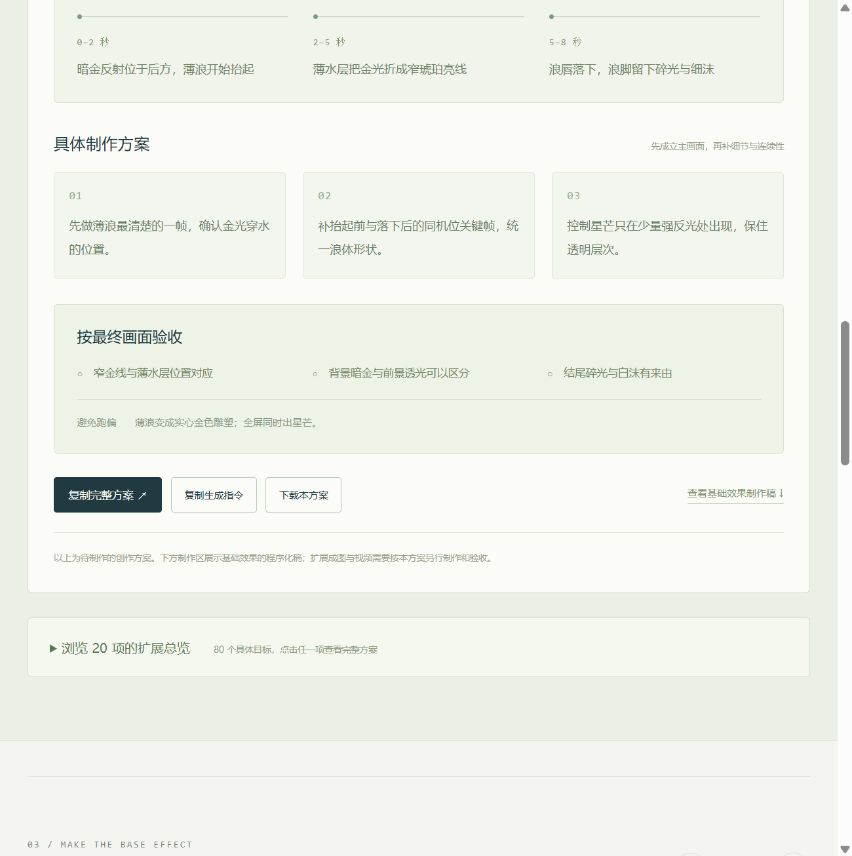 0–2 秒
2–5 秒
5–8 秒
暗金反射位于后方，薄浪开始抬起
薄水层把金光折成窄琥珀亮线
浪唇落下，浪脚留下碎光与细沫
具体制作方案
先成立主画面，再补细节与连续性
01
先做薄浪最清楚的一帧，确认金光穿水
的位置。
02
补抬起前与落下后的同机位关键帧，统
一浪体形状。
03
控制星芒只在少量强反光处出现，保住
透明层次。
按最终画面验收
窄金线与薄水层位置对应
背景暗金与前景透光可以区分
结尾碎光与白沫有来由
避免跑偏 薄浪变成实心金色雕塑；全屏同时出星芒。
复制完整方案 ↗
复制生成指令
下载本方案
查看基础效果制作稿 ↓
以上为待制作的创作方案。下方制作区展示基础效果的程序化稿；扩展成图与视频需要按本方案另行制作和验收。
▶ 浏览 20 项的扩展总览 80 个具体目标，点击任一项查看完整方案
03 / MAKE THE BASE EFFECT